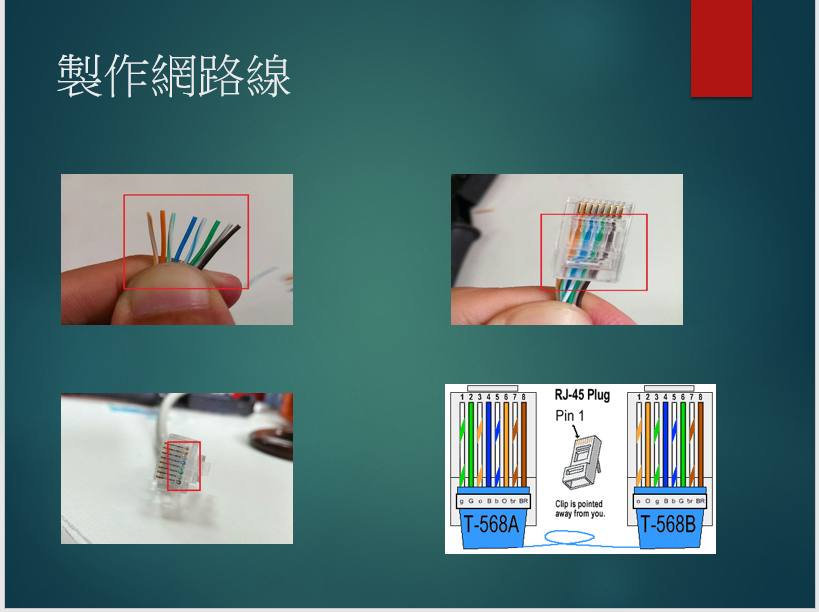 製作網路線
1 2 3 4 5 6 7 8
g G o B b O br BR
T-568A
RJ-45 Plug
Pin 1
Clip is pointed
away from you.
1 2 3 4 5 6 7 8
o O g B b G br BR
T-568B